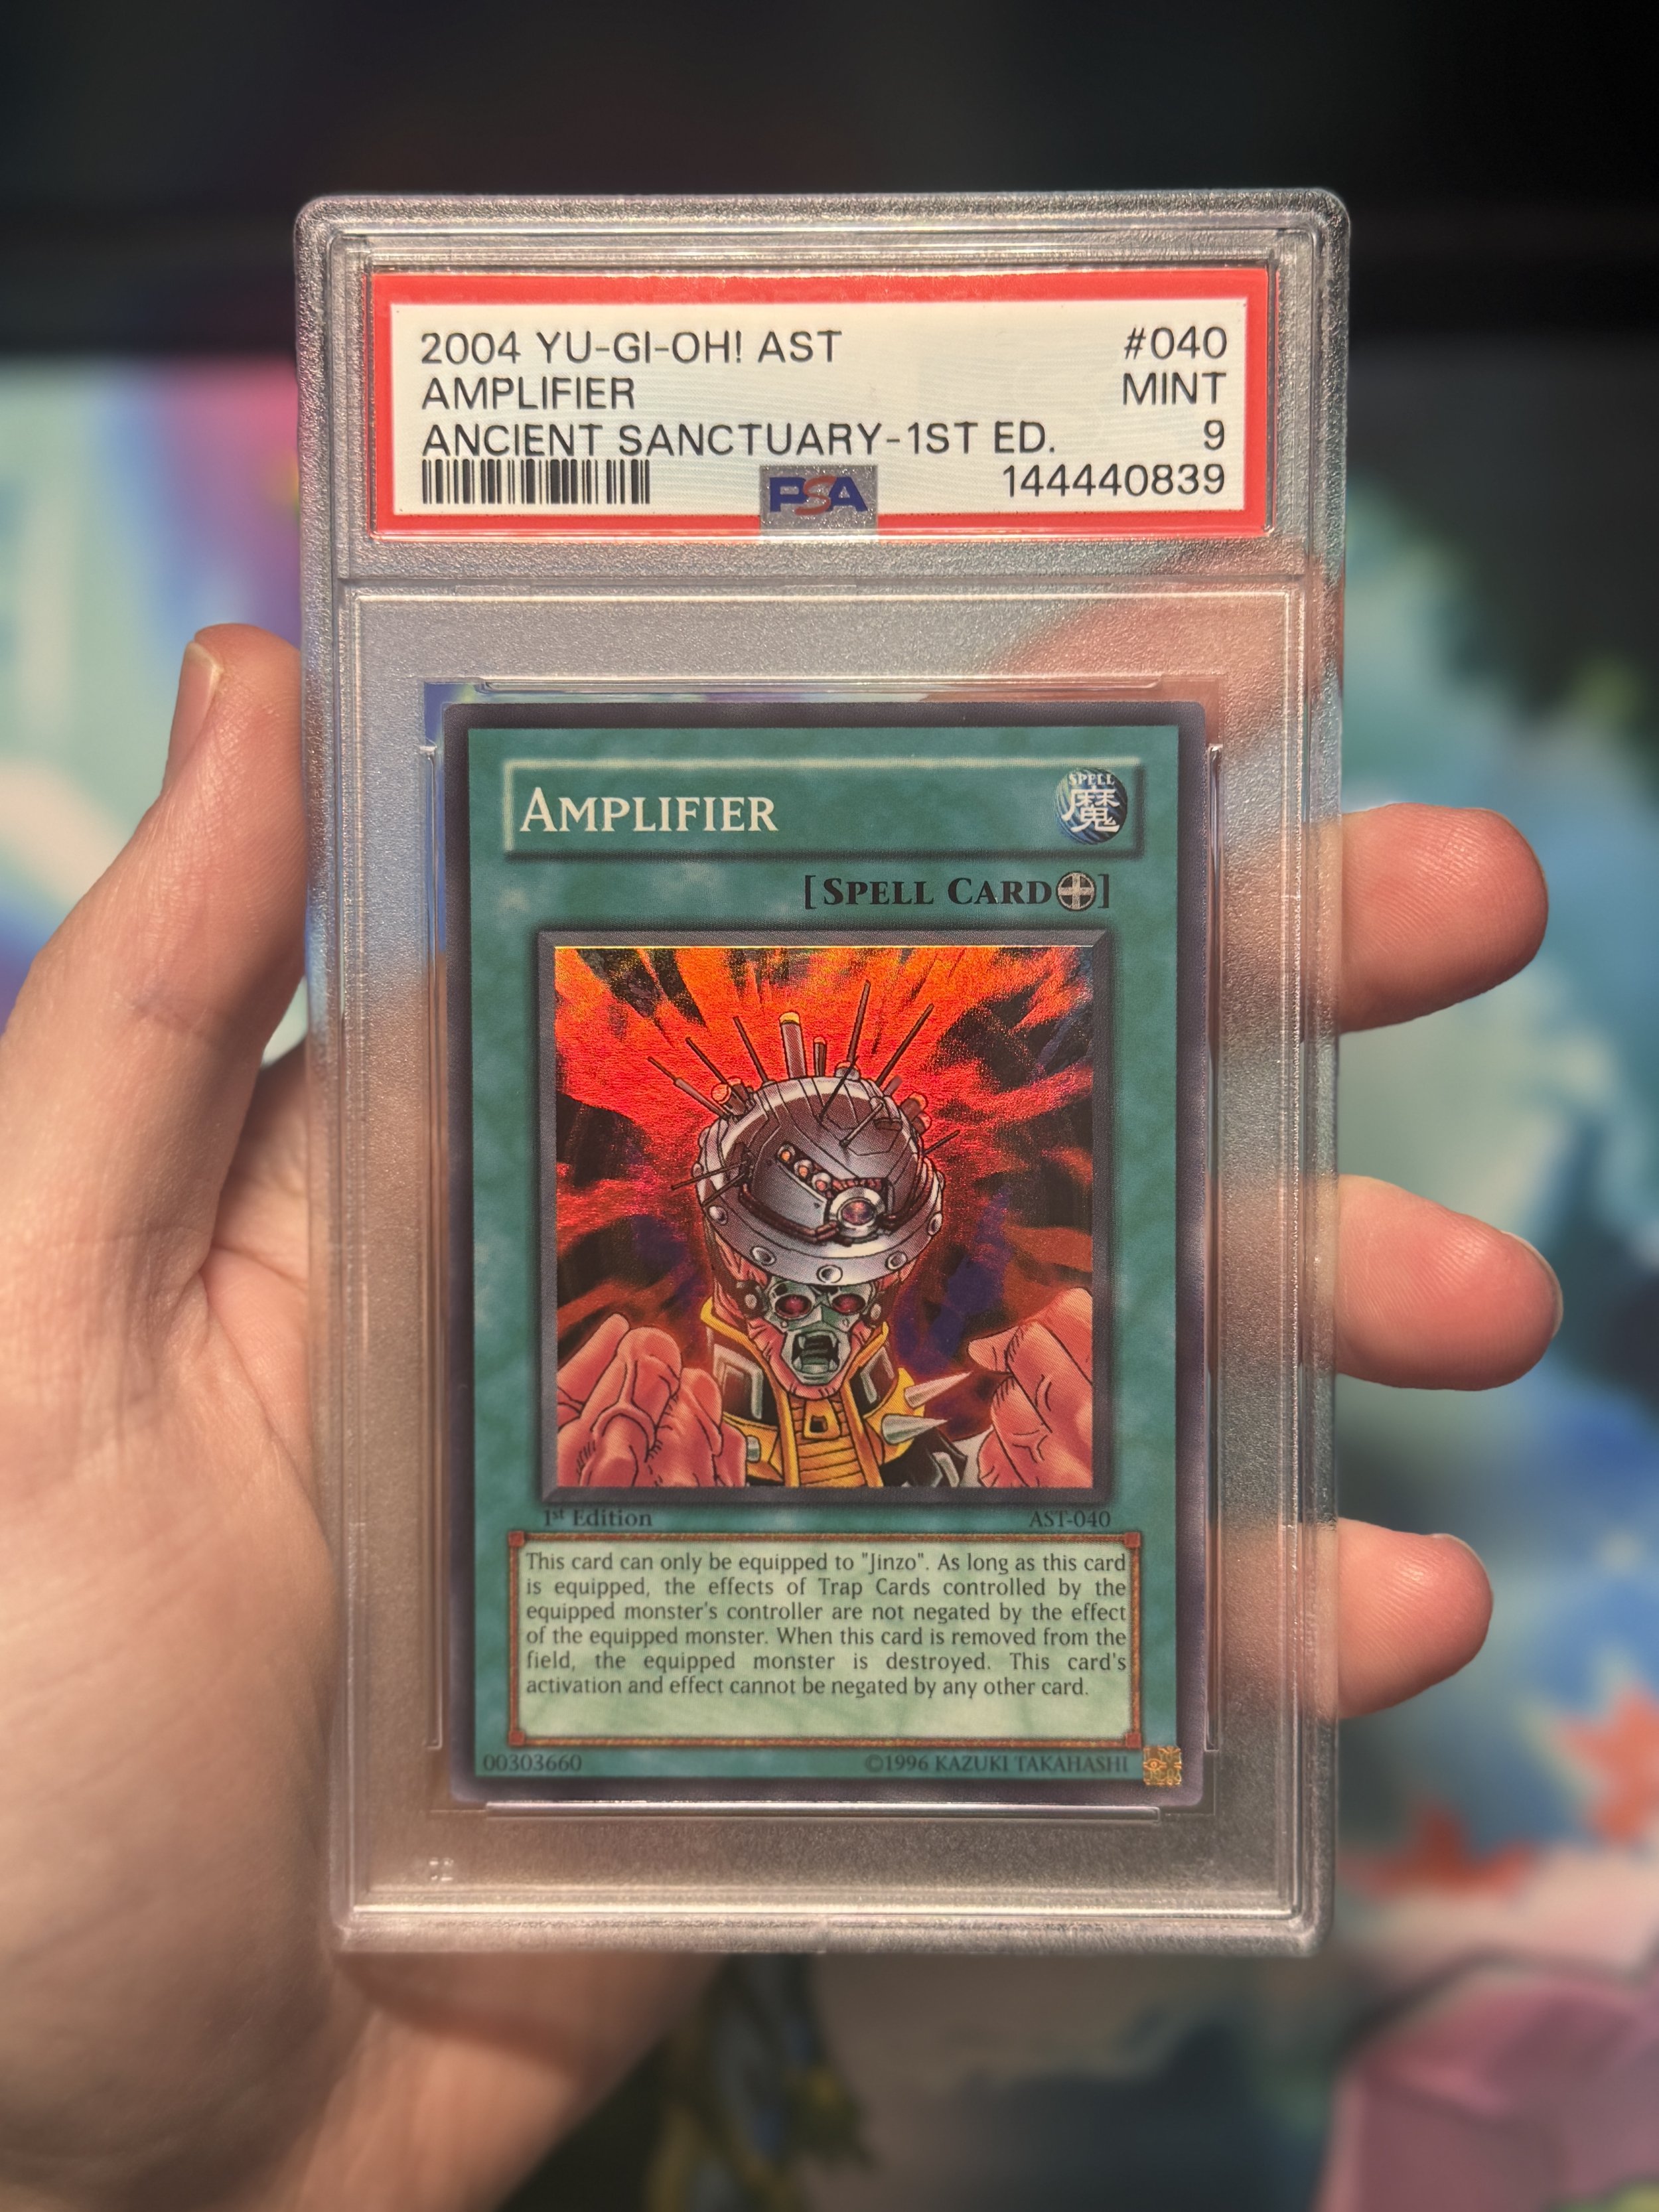 2004 YU-GI-OH! AST #040
AMPLIFIER MINT
ANCIENT SANCTUARY-1ST ED. 9
PSA 144440839
AMPLIFIER
SPELL
魔
[SPELL CARD]
1st Edition AST-040
This card can only be equipped to "Jinzo". As long as this card
is equipped, the effects of Trap Cards controlled by the
equipped monster's controller are not negated by the effect
of the equipped monster. When this card is removed from the
field, the equipped monster is destroyed. This card's
activation and effect cannot be negated by any other card.
00303660 ©1996 KAZUKI TAKAHASHI